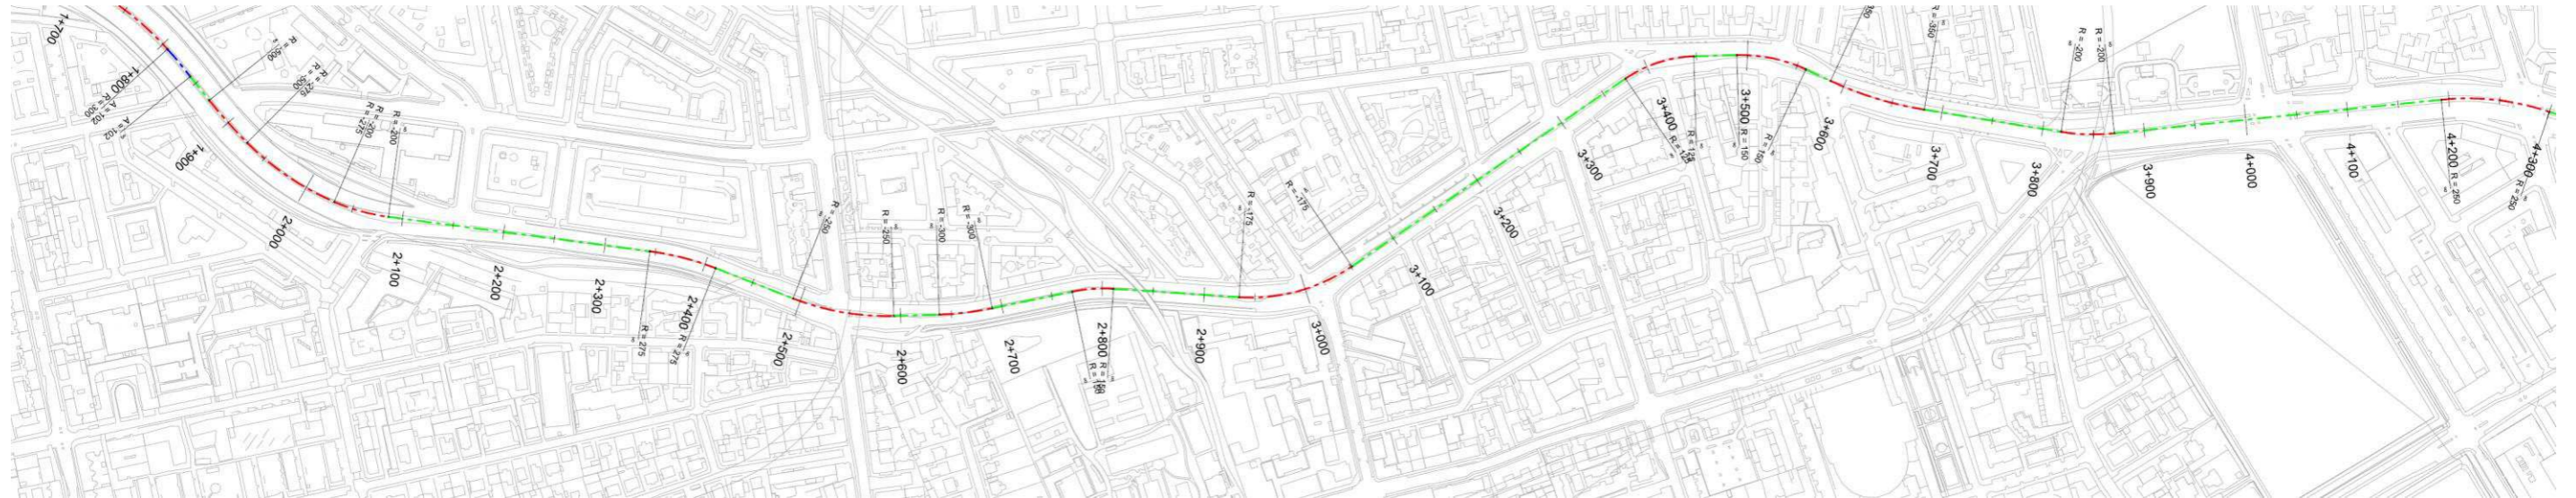 1+700
R = -500
1+800
R = 300
A = 102
A = 102
R = -275
R = -500
1+900
R = -200
R = -275
R = -200
2+000
2+100
2+200
2+300
R = 275
2+400
R = 275
2+500
R = -250
R = -250
2+600
R = -300
R = -300
2+700
2+800
R = 150
R = 150
2+900
R = -175
3+000
R = -175
3+100
3+200
3+300
3+400
R = 125
R = 125
3+500
R = 150
R = 150
3+600
R = -350
3+700
3+800
R = -200
R = -200
3+900
4+000
4+100
4+200
R = 250
4+300
R = 250